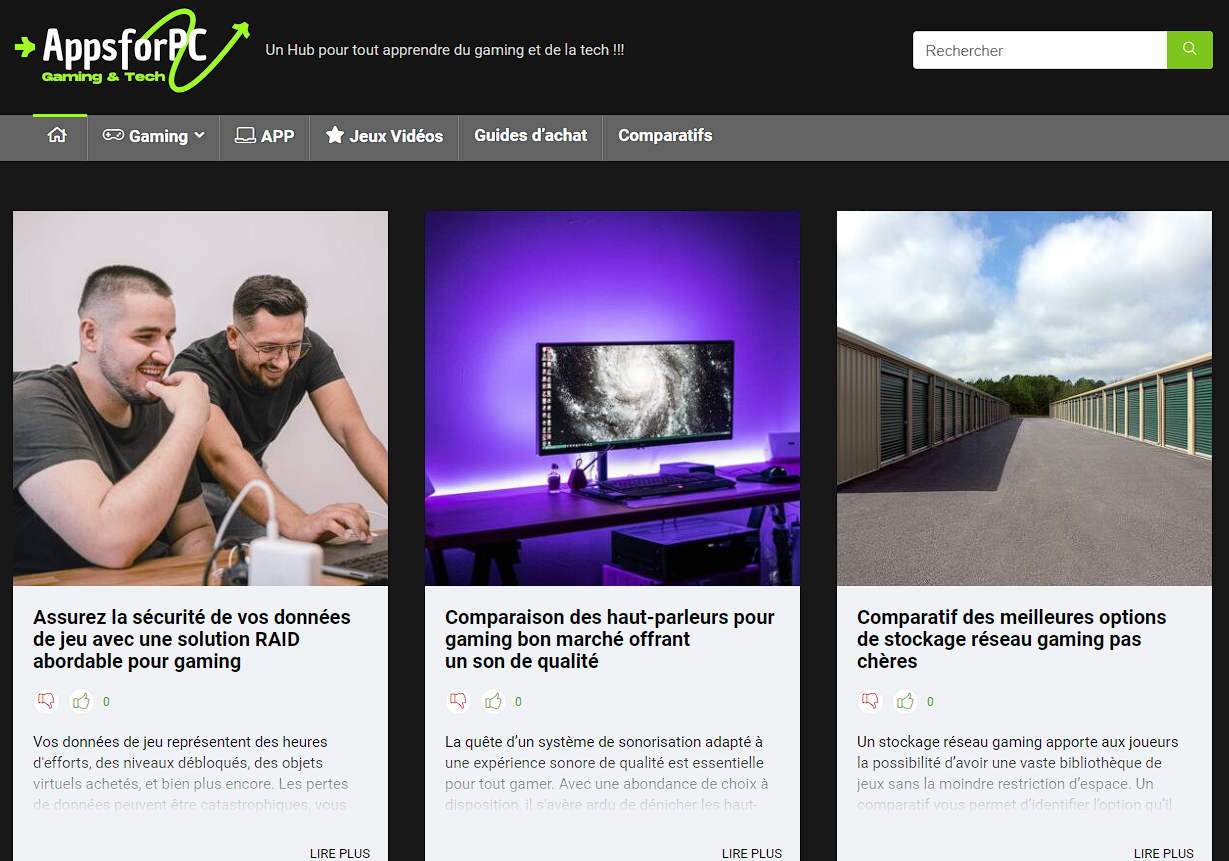 AppsforPC
Gaming & Tech
Un Hub pour tout apprendre du gaming et de la tech !!!
Rechercher
Gaming
APP
Jeux Vidéos
Guides d’achat
Comparatifs
Assurez la sécurité de vos données
de jeu avec une solution RAID
abordable pour gaming
0
Vos données de jeu représentent des heures
d'efforts, des niveaux débloqués, des objets
virtuels achetés, et bien plus encore. Les pertes
de données peuvent être catastrophiques, vous
LIRE PLUS
Comparaison des haut-parleurs pour
gaming bon marché offrant
un son de qualité
0
La quête d’un système de sonorisation adapté à
une expérience sonore de qualité est essentielle
pour tout gamer. Avec une abondance de choix à
disposition, il s'avère ardu de dénicher les haut-
LIRE PLUS
Comparatif des meilleures options
de stockage réseau gaming pas
chères
0
Un stockage réseau gaming apporte aux joueurs
la possibilité d’avoir une vaste bibliothèque de
jeux sans la moindre restriction d’espace. Un
comparatif vous permet d’identifier l’option qu’il
LIRE PLUS